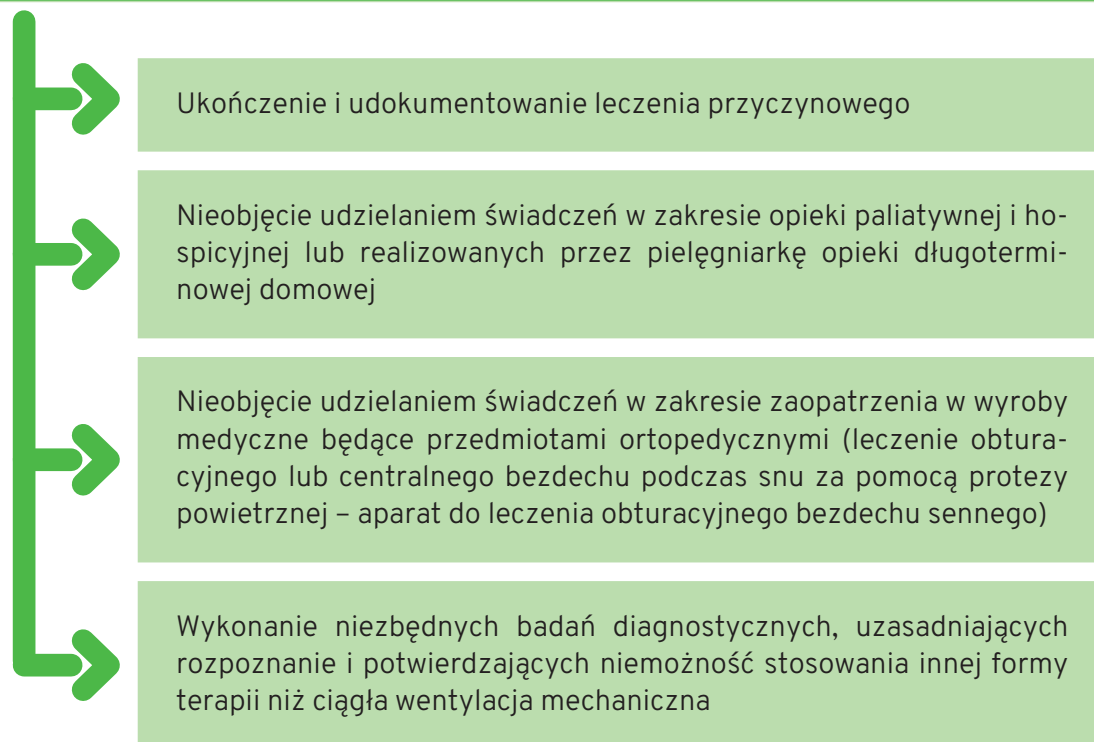 Ukończenie i udokumentowanie leczenia przyczynowego
Nieobjęcie udzielaniem świadczeń w zakresie opieki paliatywnej i ho-
spicyjnej lub realizowanych przez pielęgniarkę opieki długotermi-
nowej domowej
Nieobjęcie udzielaniem świadczeń w zakresie zaopatrzenia w wyroby
medyczne będące przedmiotami ortopedycznymi (leczenie obtura-
cyjnego lub centralnego bezdechu podczas snu za pomocą protezy
powietrznej – aparat do leczenia obturacyjnego bezdechu sennego)
Wykonanie niezbędnych badań diagnostycznych, uzasadniających
rozpoznanie i potwierdzających niemożność stosowania innej formy
terapii niż ciągła wentylacja mechaniczna